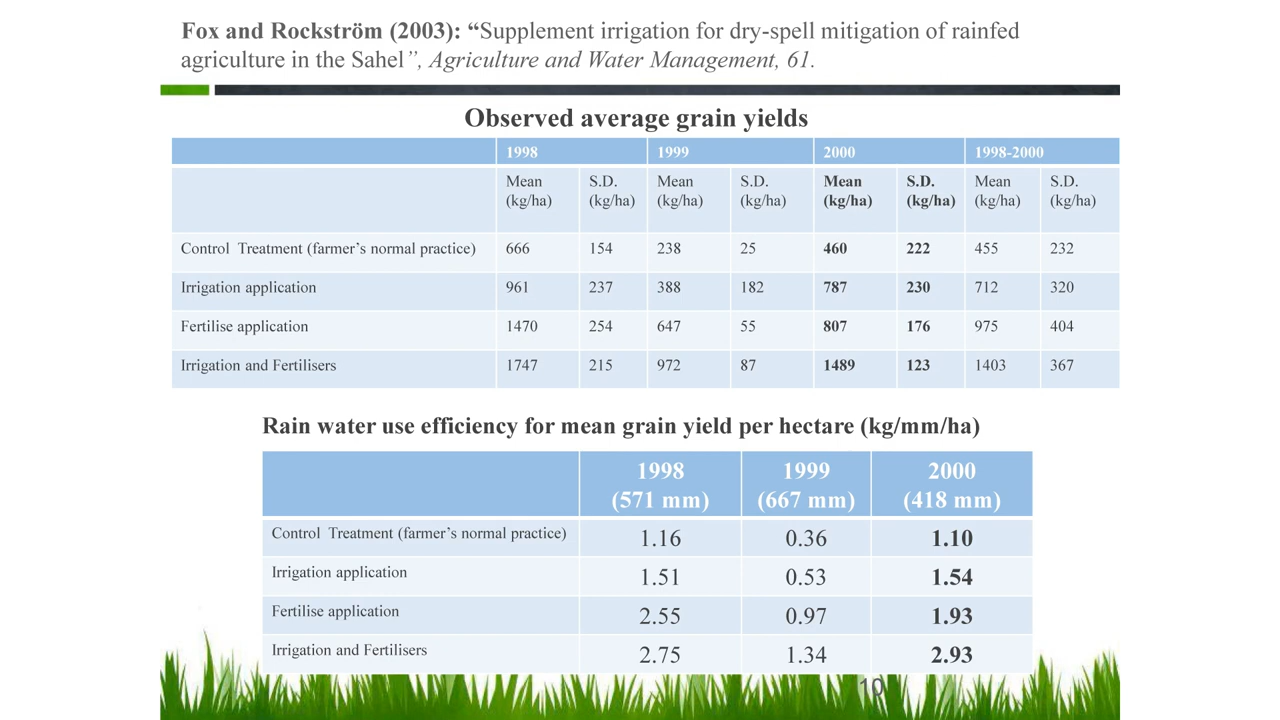 Fox and Rockström (2003): “Supplement irrigation for dry-spell mitigation of rainfed
agriculture in the Sahel”, Agriculture and Water Management, 61.
Observed average grain yields
1998 1999 2000 1998-2000
Mean (kg/ha) S.D. (kg/ha) Mean (kg/ha) S.D. (kg/ha) Mean (kg/ha) S.D. (kg/ha) Mean (kg/ha) S.D. (kg/ha)
Control Treatment (farmer’s normal practice) 666 154 238 25 460 222 455 232
Irrigation application 961 237 388 182 787 230 712 320
Fertilise application 1470 254 647 55 807 176 975 404
Irrigation and Fertilisers 1747 215 972 87 1489 123 1403 367
Rain water use efficiency for mean grain yield per hectare (kg/mm/ha)
1998 1999 2000
(571 mm) (667 mm) (418 mm)
Control Treatment (farmer’s normal practice) 1.16 0.36 1.10
Irrigation application 1.51 0.53 1.54
Fertilise application 2.55 0.97 1.93
Irrigation and Fertilisers 2.75 1.34 2.93
10